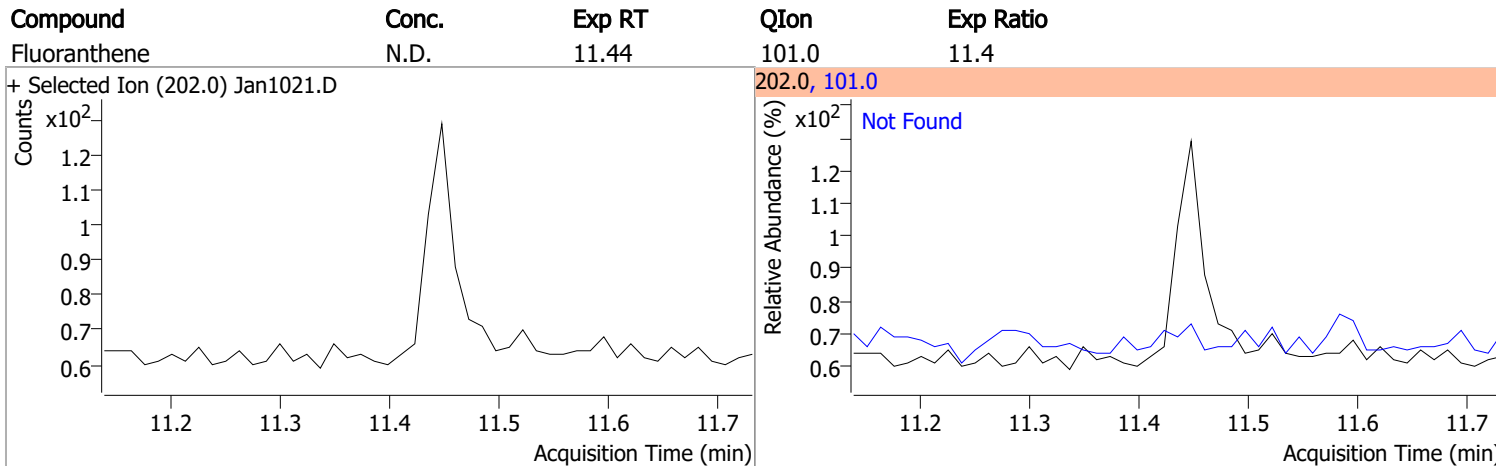 Compound Conc. Exp RT QIon Exp Ratio
Fluoranthene N.D. 11.44 101.0 11.4
+ Selected Ion (202.0) Jan1021.D
Counts
x10²
1.2
1.1
1
0.9
0.8
0.7
0.6
11.2 11.3 11.4 11.5 11.6 11.7
Acquisition Time (min)
202.0, 101.0
Relative Abundance (%)
x10²
Not Found
1.2
1.1
1
0.9
0.8
0.7
0.6
11.2 11.3 11.4 11.5 11.6 11.7
Acquisition Time (min)